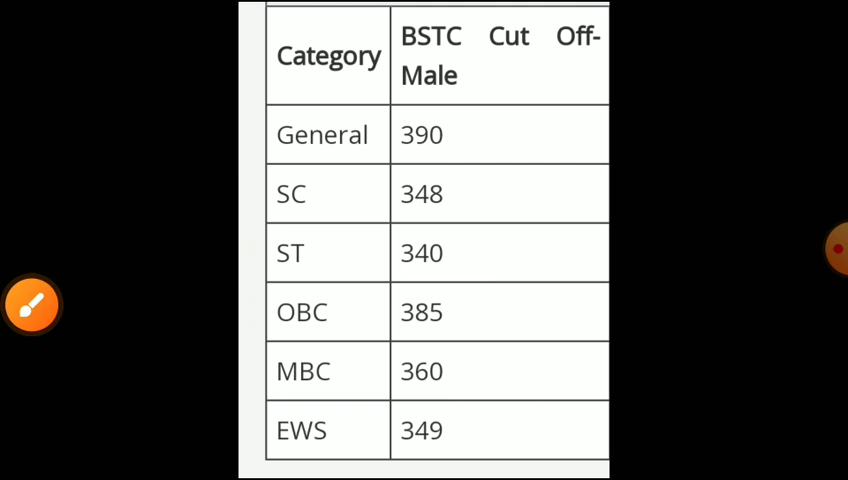 Category BSTC Cut Off-
Male
General 390
SC 348
ST 340
OBC 385
MBC 360
EWS 349